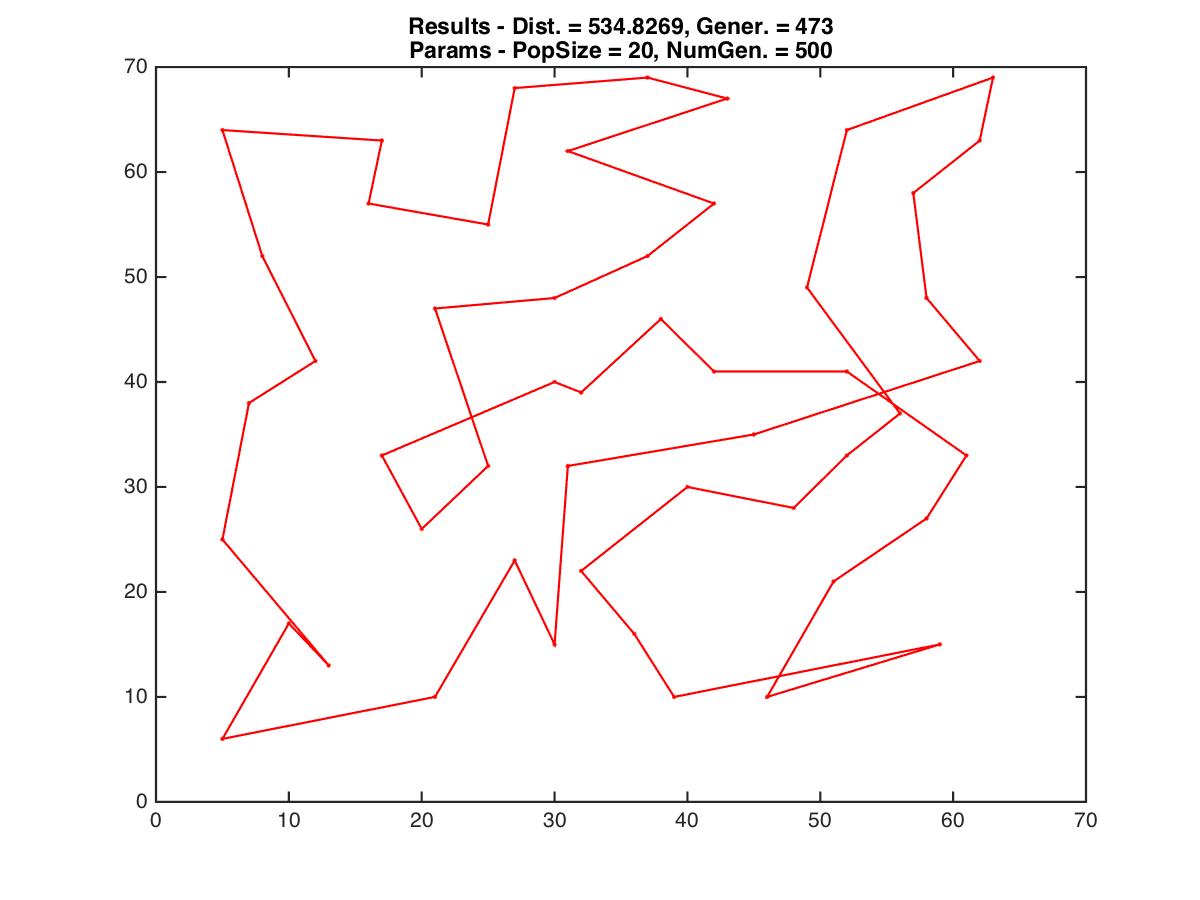 Results - Dist. = 534.8269, Gener. = 473
Params - PopSize = 20, NumGen. = 500
70
60
50
40
30
20
10
0
0 10 20 30 40 50 60 70